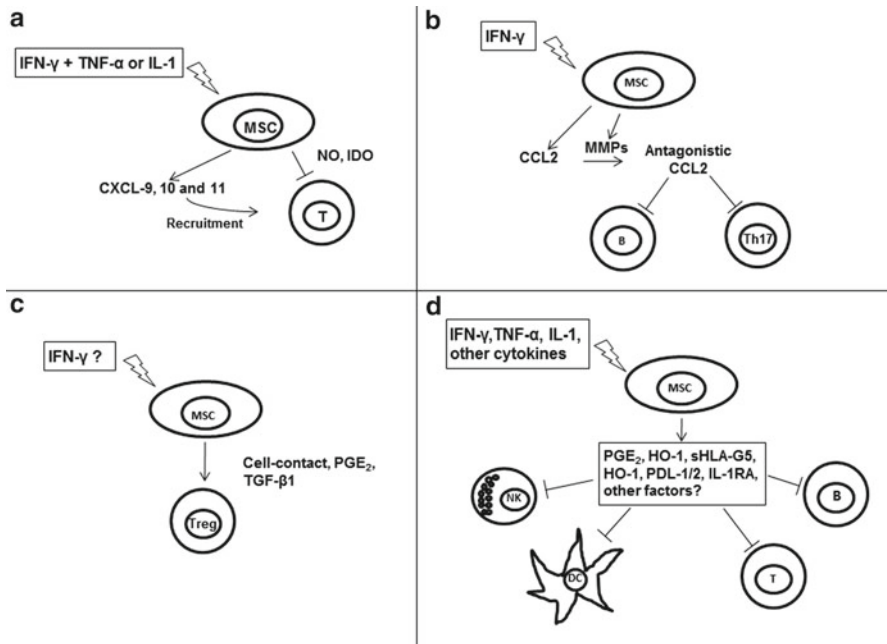 a
IFN-γ + TNF-α or IL-1
MSC
NO, IDO
CXCL-9, 10 and 11
T
Recruitment
b
IFN-γ
MSC
CCL2
MMPs
Antagonistic
CCL2
B
Th17
c
IFN-γ ?
MSC
Cell-contact, PGE₂,
TGF-β1
Treg
d
IFN-γ,TNF-α, IL-1,
other cytokines
MSC
PGE₂, HO-1, sHLA-G5,
HO-1, PDL-1/2, IL-1RA,
other factors?
NK
B
DC
T